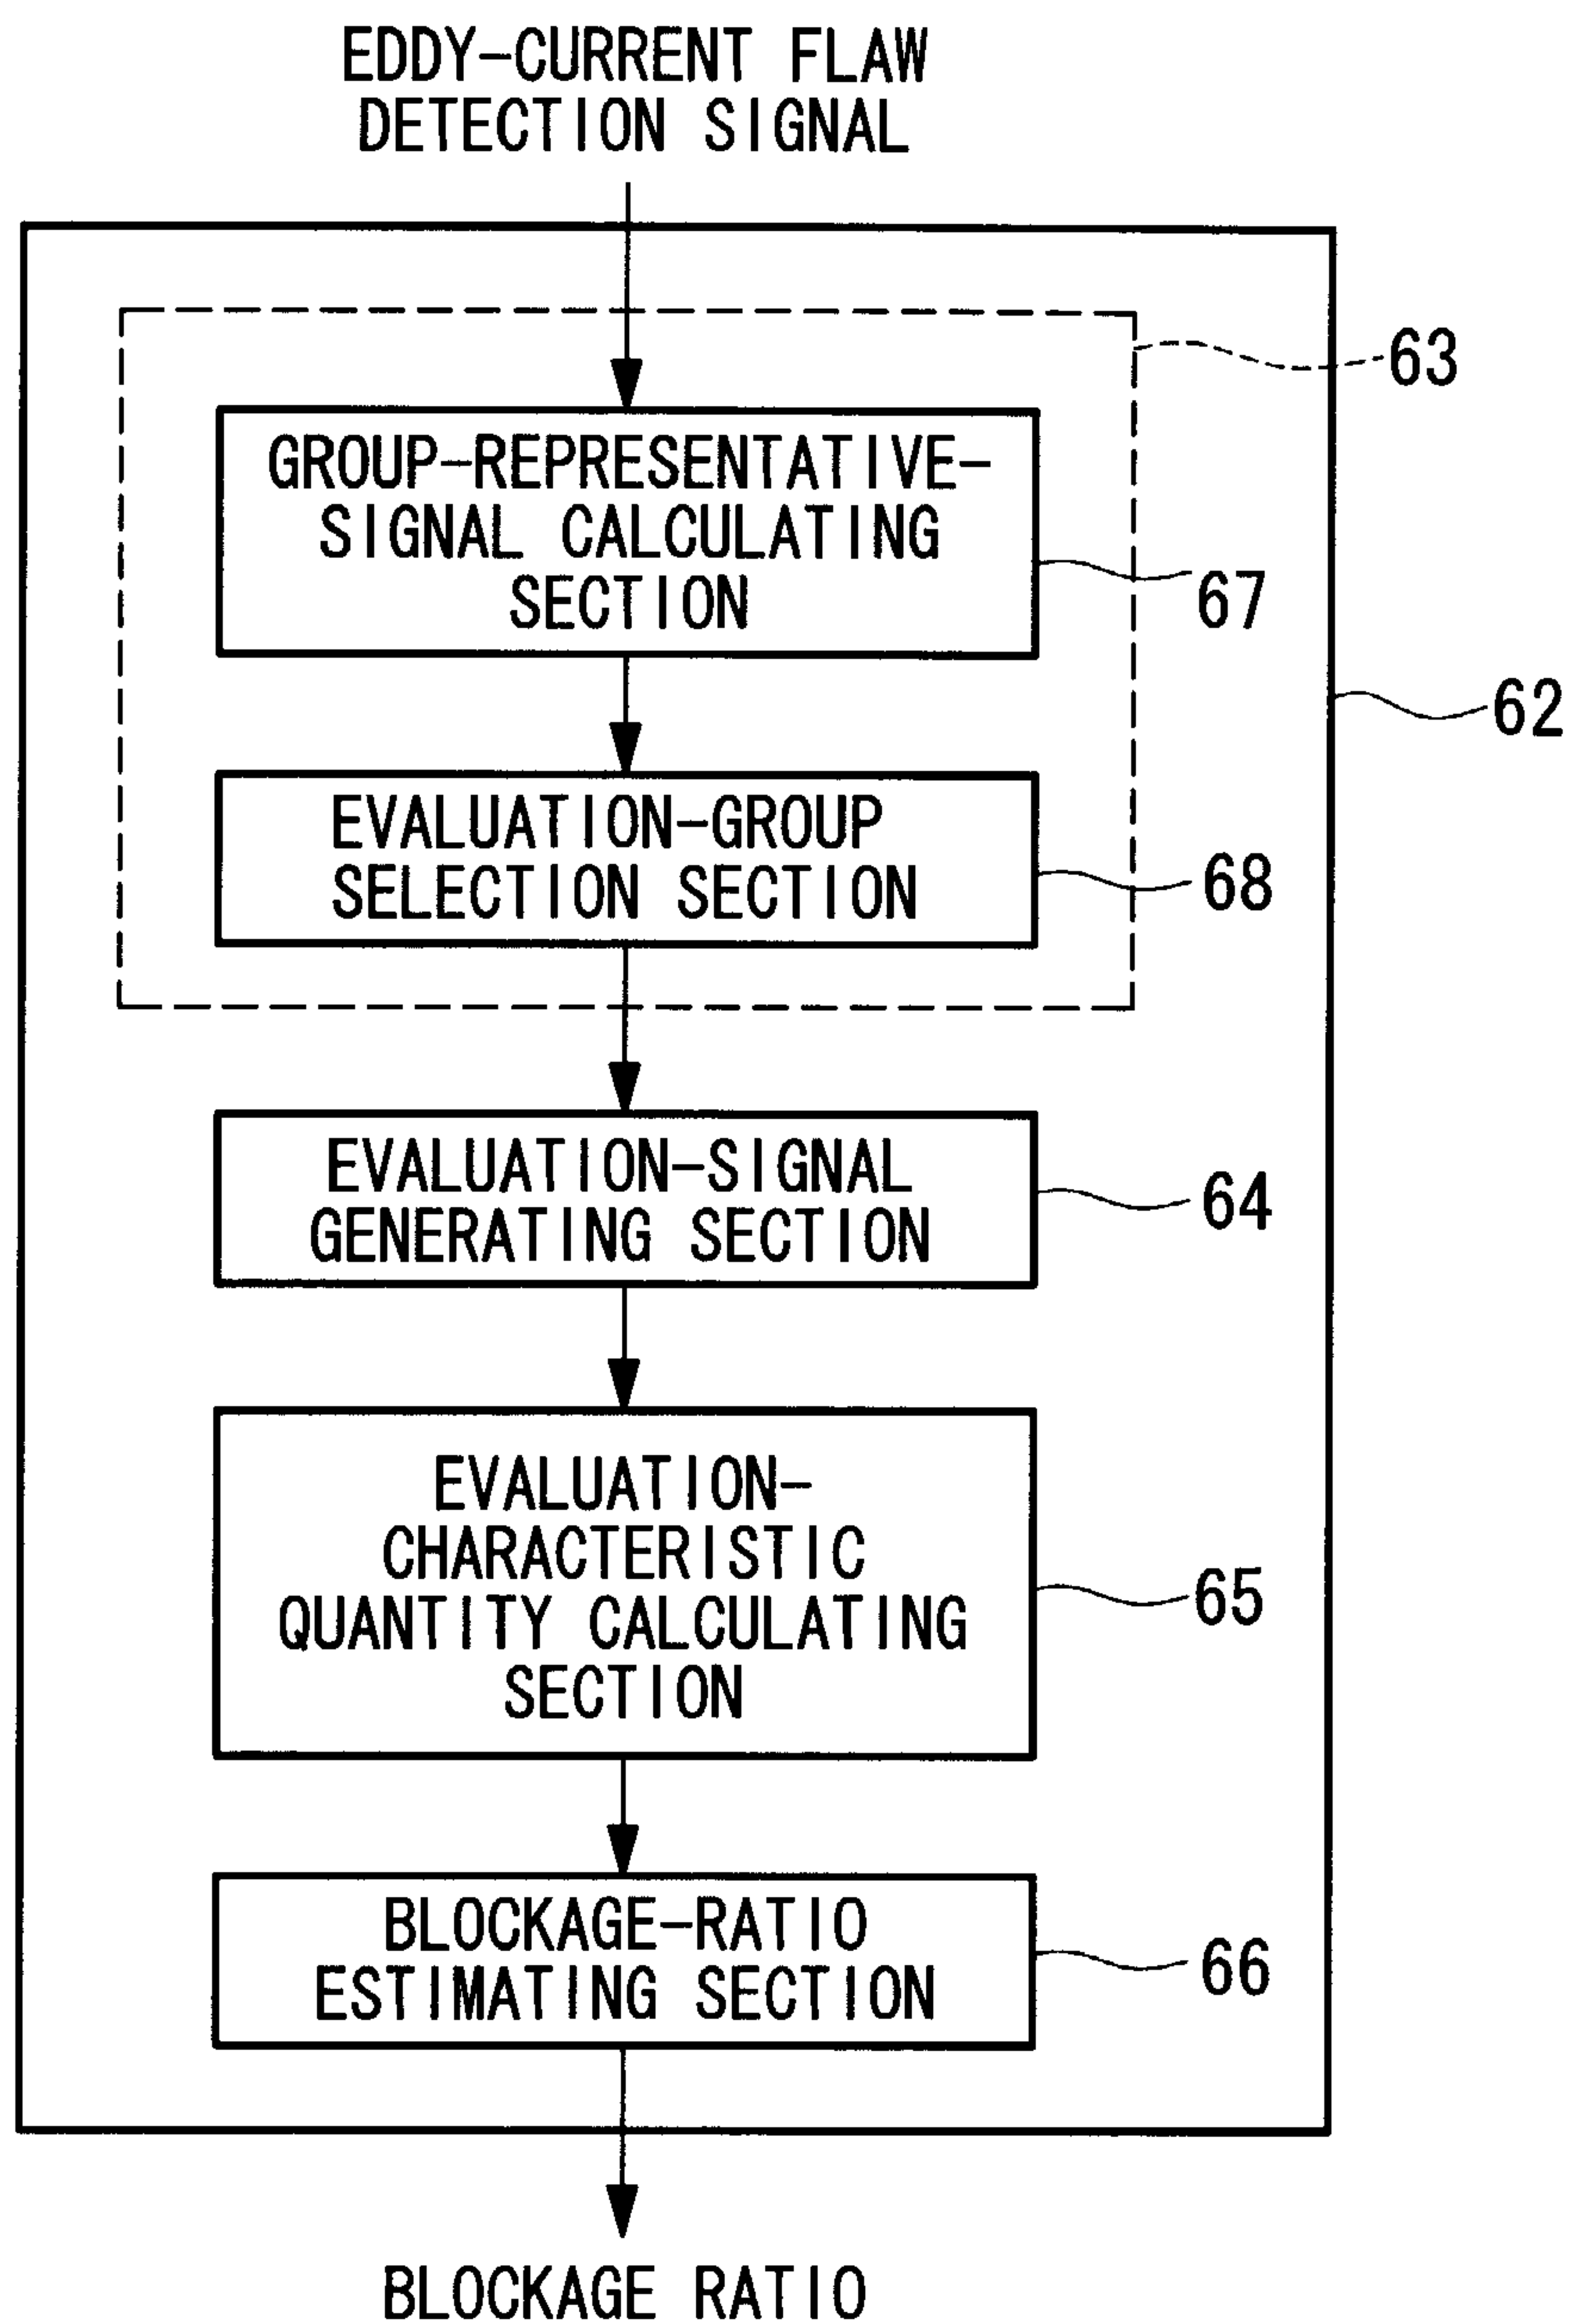 EDDY-CURRENT FLAW
DETECTION SIGNAL
63
GROUP-REPRESENTATIVE-
SIGNAL CALCULATING
SECTION
67
62
EVALUATION-GROUP
SELECTION SECTION
68
EVALUATION-SIGNAL
GENERATING SECTION
64
EVALUATION-
CHARACTERISTIC
QUANTITY CALCULATING
SECTION
65
BLOCKAGE-RATIO
ESTIMATING SECTION
66
BLOCKAGE RATIO